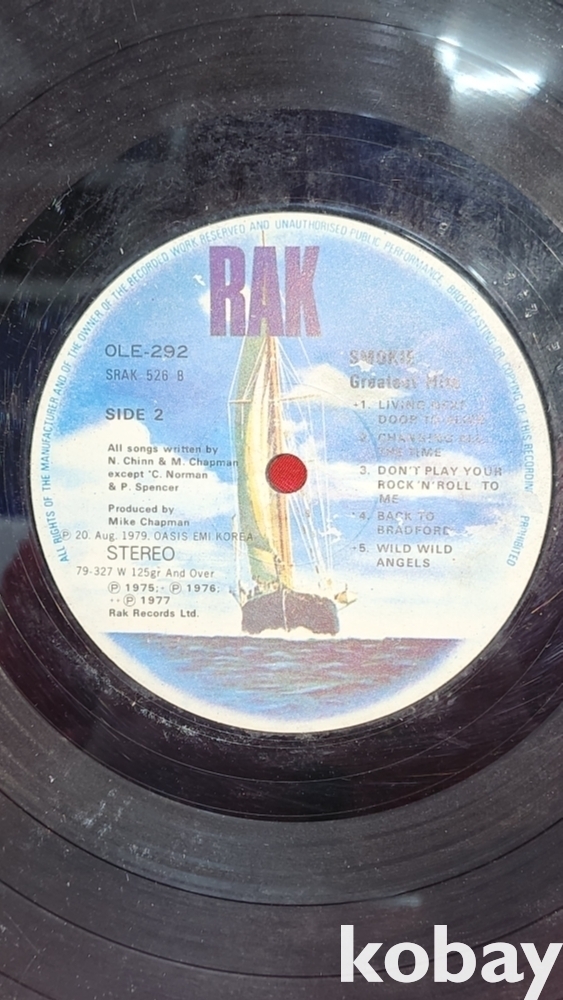 ALL RIGHTS OF THE MANUFACTURER AND OF THE OWNER OF THE RECORDED WORK RESERVED AND UNAUTHORISED PUBLIC PERFORMANCE, BROADCASTING OR COPYING OF THIS RECORDING PROHIBITED
RAK
OLE-292
SRAK 526 B
SIDE 2
All songs written by
N. Chinn & M. Chapman
except *C. Norman
& P. Spencer
Produced by
Mike Chapman
Ⓟ 20. Aug. 1979. OASIS EMI KOREA
STEREO
79-327 W 125gr And Over
Ⓟ 1975; • Ⓟ 1976;
• • Ⓟ 1977
Rak Records Ltd.
SMOKIE
Greatest Hits
•1. LIVING NEXT
DOOR TO
2. CHANGING ALL
THE TIME
3. DON'T PLAY YOUR
ROCK 'N' ROLL TO
ME
•4. BACK TO
BRADFORD
•5. WILD WILD
ANGELS
kobay